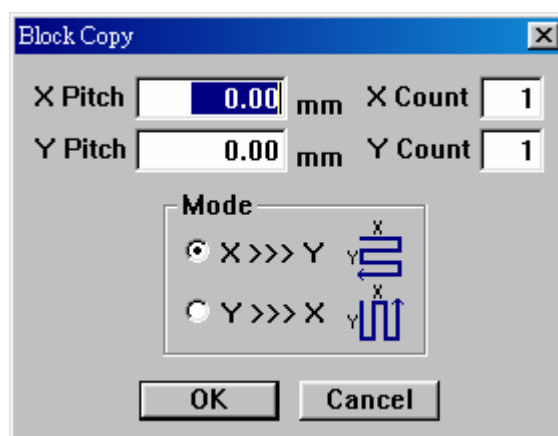 Block Copy
X Pitch 0.00 mm X Count 1
Y Pitch 0.00 mm Y Count 1
Mode
X >>> Y X Y
Y >>> X X Y
OK Cancel